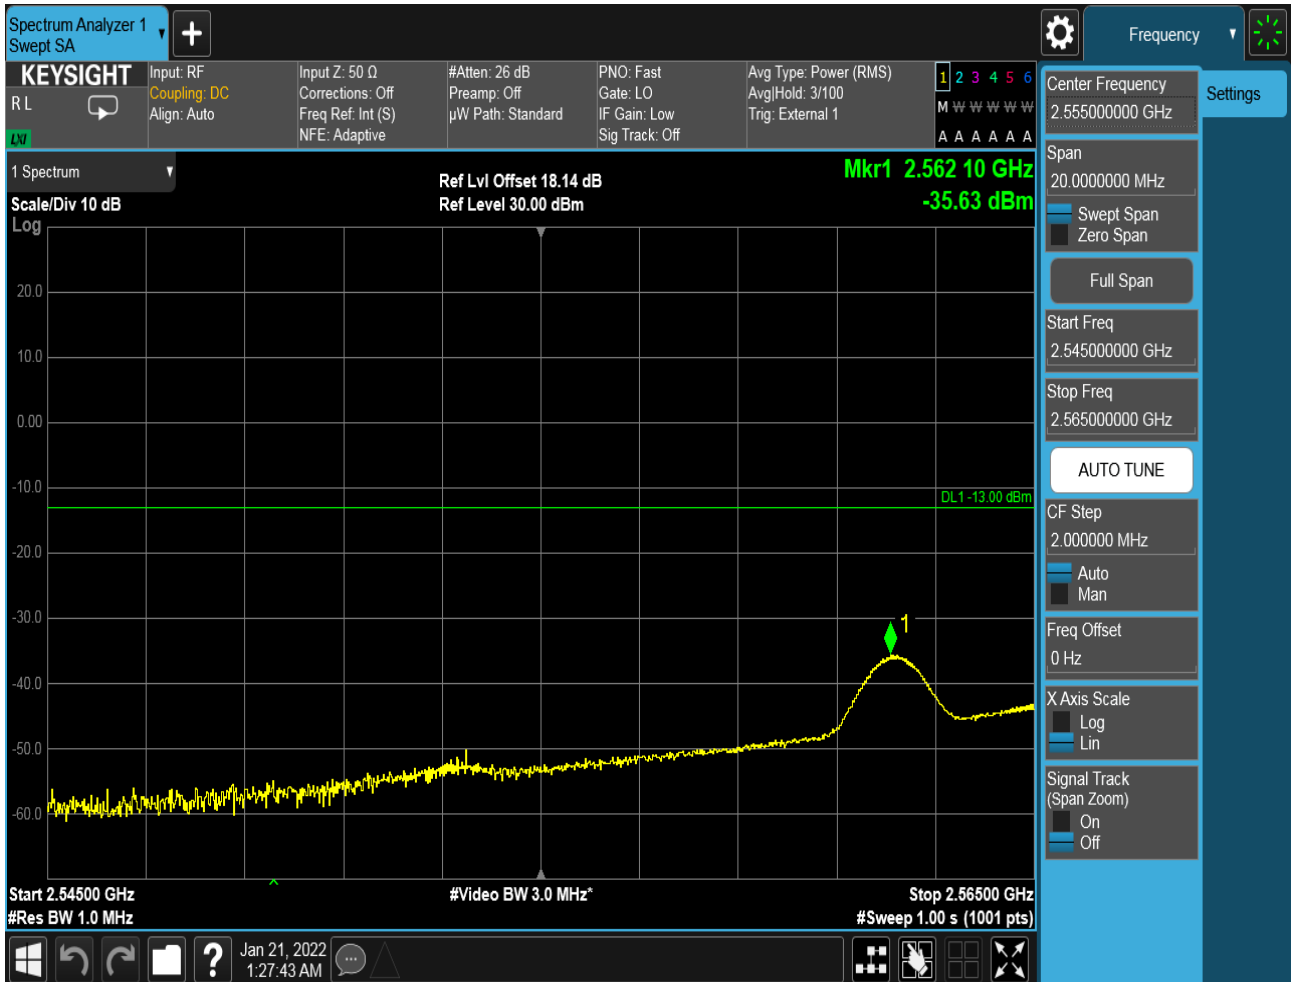 Spectrum Analyzer 1
Swept SA
Frequency
KEYSIGHT
R L
LXI
Input: RF
Coupling: DC
Align: Auto
Input Z: 50 Ω
Corrections: Off
Freq Ref: Int (S)
NFE: Adaptive
#Atten: 26 dB
Preamp: Off
µW Path: Standard
PNO: Fast
Gate: LO
IF Gain: Low
Sig Track: Off
Avg Type: Power (RMS)
Avg|Hold: 3/100
Trig: External 1
1 2 3 4 5 6
M W W W W W
A A A A A A
1 Spectrum
Scale/Div 10 dB
Log
Ref Lvl Offset 18.14 dB
Ref Level 30.00 dBm
Mkr1 2.562 10 GHz
-35.63 dBm
20.0
10.0
0.00
-10.0
-20.0
-30.0
-40.0
-50.0
-60.0
DL1 -13.00 dBm
1
Start 2.54500 GHz
#Res BW 1.0 MHz
#Video BW 3.0 MHz*
Stop 2.56500 GHz
#Sweep 1.00 s (1001 pts)
Jan 21, 2022
1:27:43 AM
?
Center Frequency
2.555000000 GHz
Settings
Span
20.0000000 MHz
Swept Span
Zero Span
Full Span
Start Freq
2.545000000 GHz
Stop Freq
2.565000000 GHz
AUTO TUNE
CF Step
2.000000 MHz
Auto
Man
Freq Offset
0 Hz
X Axis Scale
Log
Lin
Signal Track
(Span Zoom)
On
Off